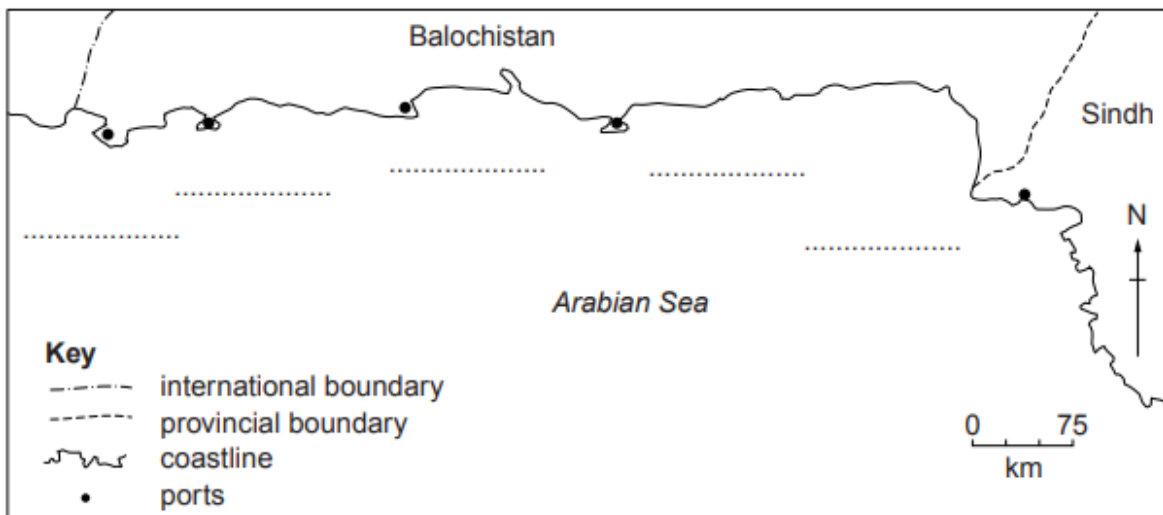 Balochistan
Sindh
....................
....................
....................
....................
....................
N
Arabian Sea
Key
international boundary
provincial boundary
coastline
ports
0 75
km